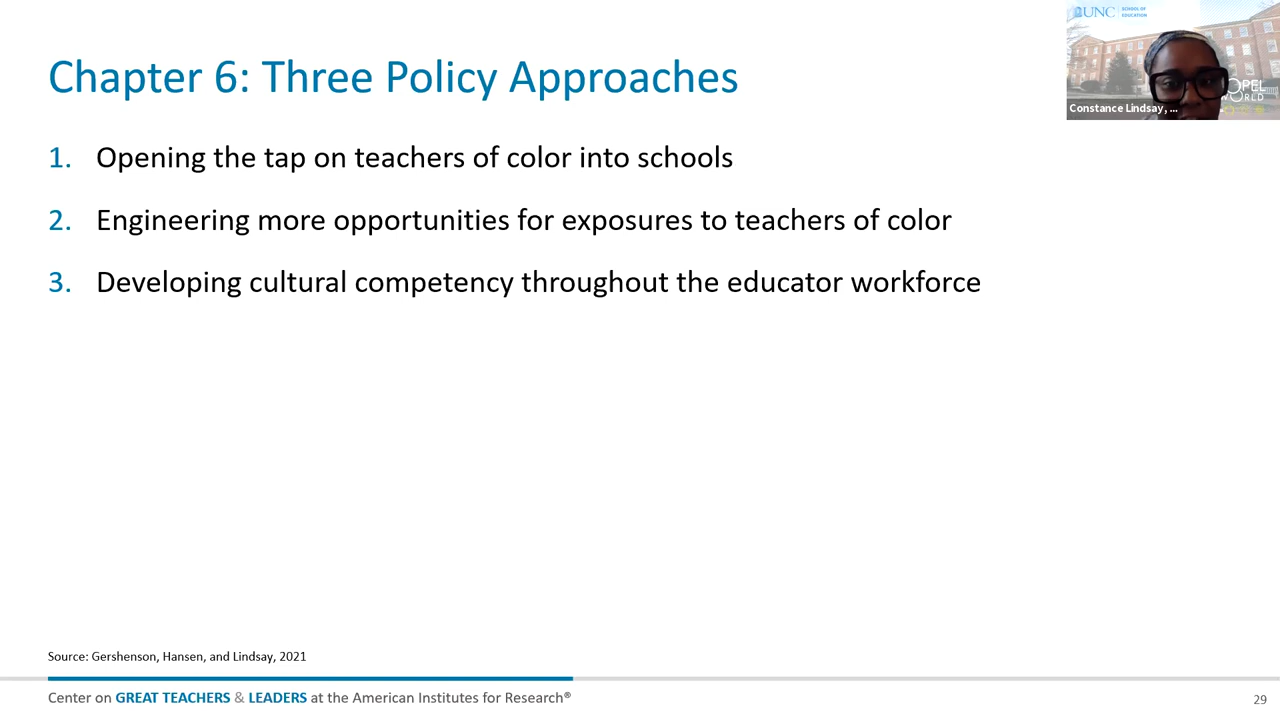 UNC
SCHOOL OF
EDUCATION
OPEL
WORLD
Constance Lindsay, ...
Chapter 6: Three Policy Approaches
1. Opening the tap on teachers of color into schools
2. Engineering more opportunities for exposures to teachers of color
3. Developing cultural competency throughout the educator workforce
Source: Gershenson, Hansen, and Lindsay, 2021
Center on GREAT TEACHERS & LEADERS at the American Institutes for Research®
29